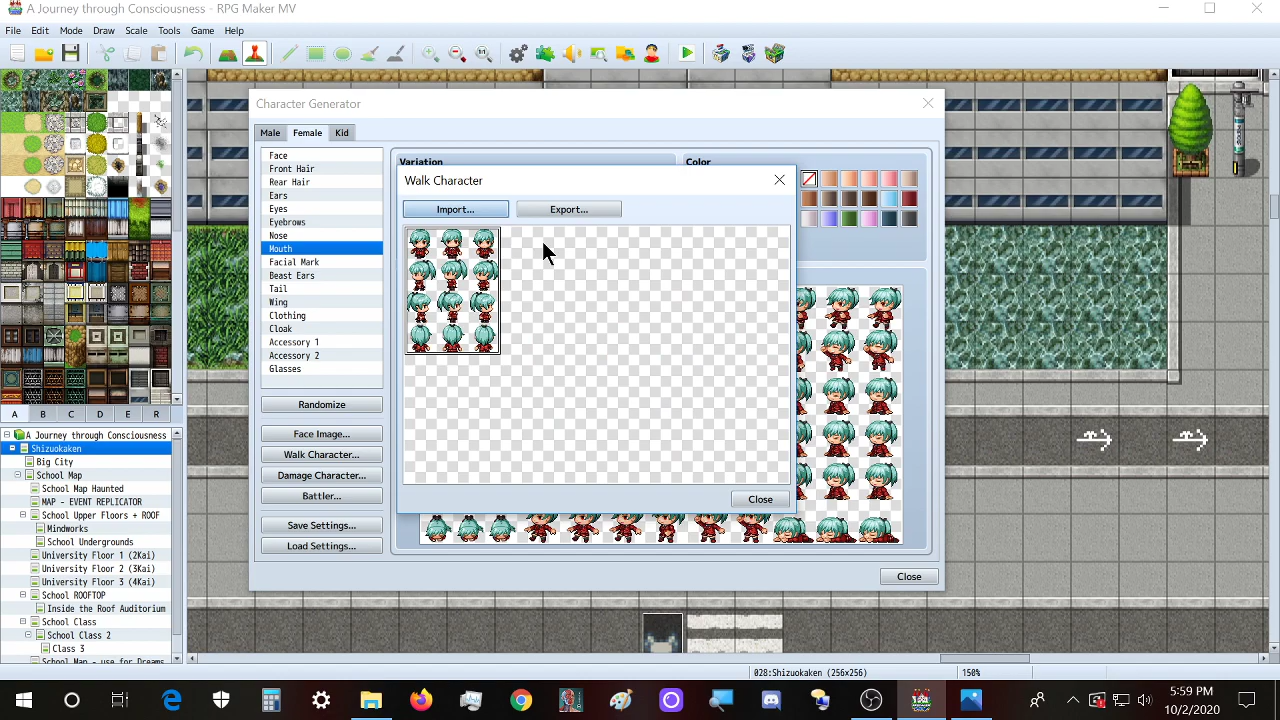 A Journey through Consciousness - RPG Maker MV
File Edit Mode Draw Scale Tools Game Help
Character Generator
Male Female Kid
Face
Front Hair
Rear Hair
Ears
Eyes
Eyebrows
Nose
Mouth
Facial Mark
Beast Ears
Tail
Wing
Clothing
Cloak
Accessory 1
Accessory 2
Glasses
Randomize
Face Image...
Walk Character...
Damage Character...
Battler...
Save Settings...
Load Settings...
Variation
Color
Walk Character
Import...
Export...
Close
Close
A B C D E R
A Journey through Consciousness
Shizuokaken
Big City
School Map
School Map Haunted
MAP - EVENT REPLICATOR
School Upper Floors + ROOF
Mindworks
School Undergrounds
University Floor 1 (2Kai)
University Floor 2 (3Kai)
University Floor 3 (4Kai)
School ROOFTOP
Inside the Roof Auditorium
School Class
School Class 2
Class 3
School Map - use for Dreams
028:Shizuokaken (256x256)
150%
5:59 PM
10/2/2020